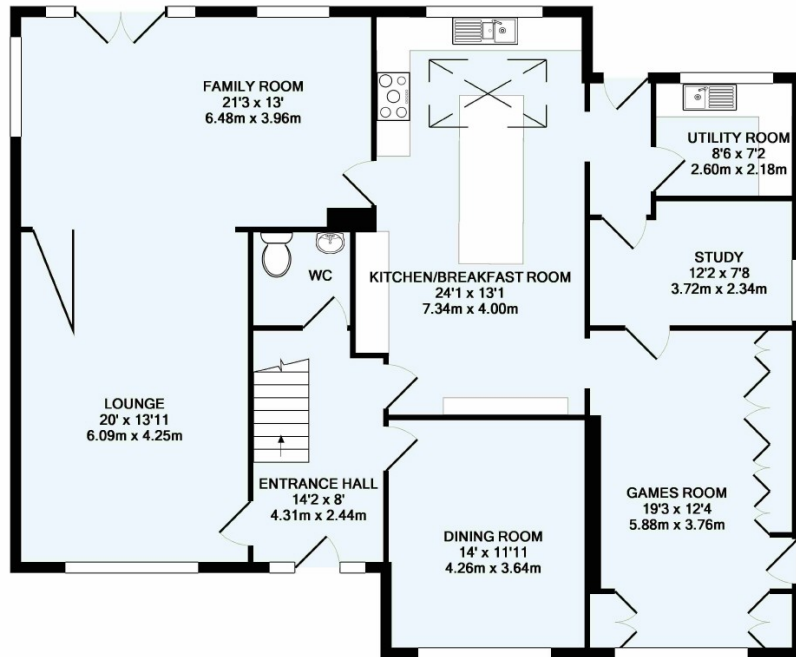 FAMILY ROOM
21'3 x 13'
6.48m x 3.96m
UTILITY ROOM
8'6 x 7'2
2.60m x 2.18m
WC
KITCHEN/BREAKFAST ROOM
24'1 x 13'1
7.34m x 4.00m
STUDY
12'2 x 7'8
3.72m x 2.34m
LOUNGE
20' x 13'11
6.09m x 4.25m
ENTRANCE HALL
14'2 x 8'
4.31m x 2.44m
DINING ROOM
14' x 11'11
4.26m x 3.64m
GAMES ROOM
19'3 x 12'4
5.88m x 3.76m